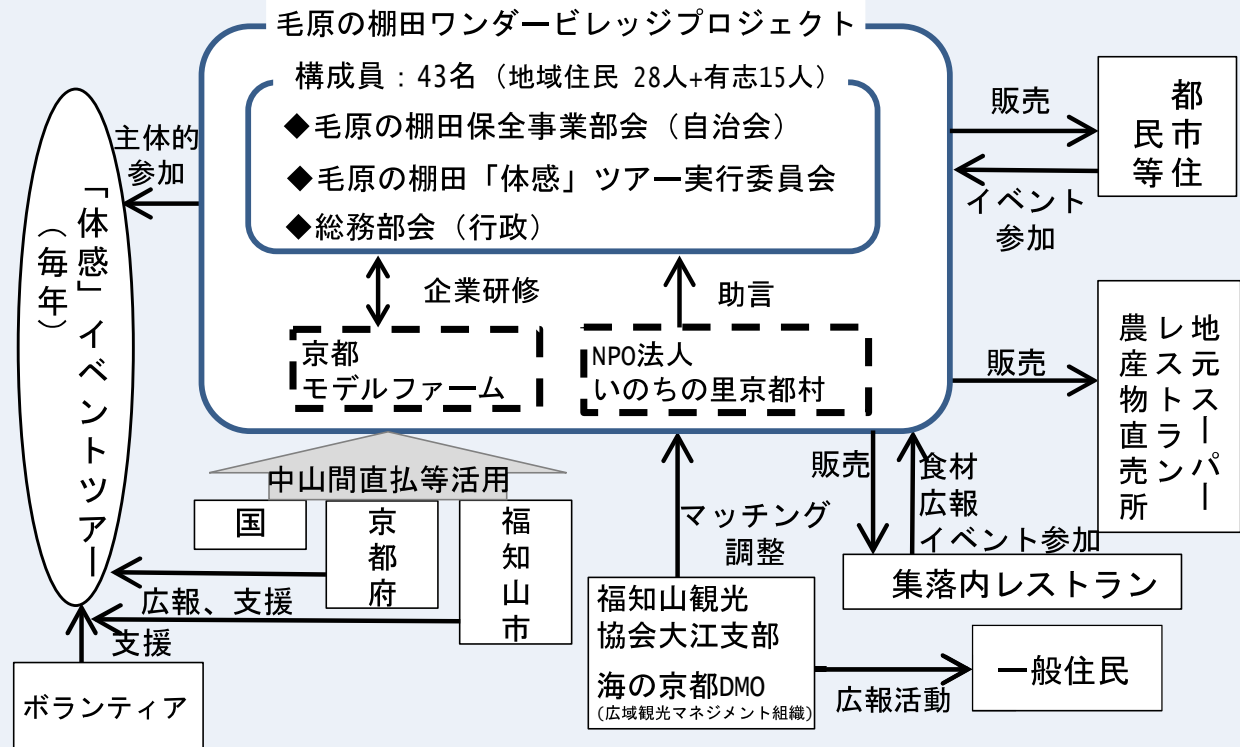 毛原の棚田ワンダービレッジプロジェクト
構成員：43名（地域住民 28人+有志15人）
◆毛原の棚田保全事業部会（自治会）
◆毛原の棚田「体感」ツアー実行委員会
◆総務部会（行政）
企業研修
助言
京都
モデルファーム
NPO法人
いのちの里京都村
主体的
参加
「体感」イベントツアー
（毎年）
販売
都市住
民等
イベント
参加
販売
地元スーパー
レストラン
農産物直売所
中山間直払等活用
国
京都府
福知山市
広報、支援
支援
ボランティア
マッチング
調整
福知山観光
協会大江支部
海の京都DMO
（広域観光マネジメント組織）
広報活動
一般住民
販売
食材
広報
イベント参加
集落内レストラン